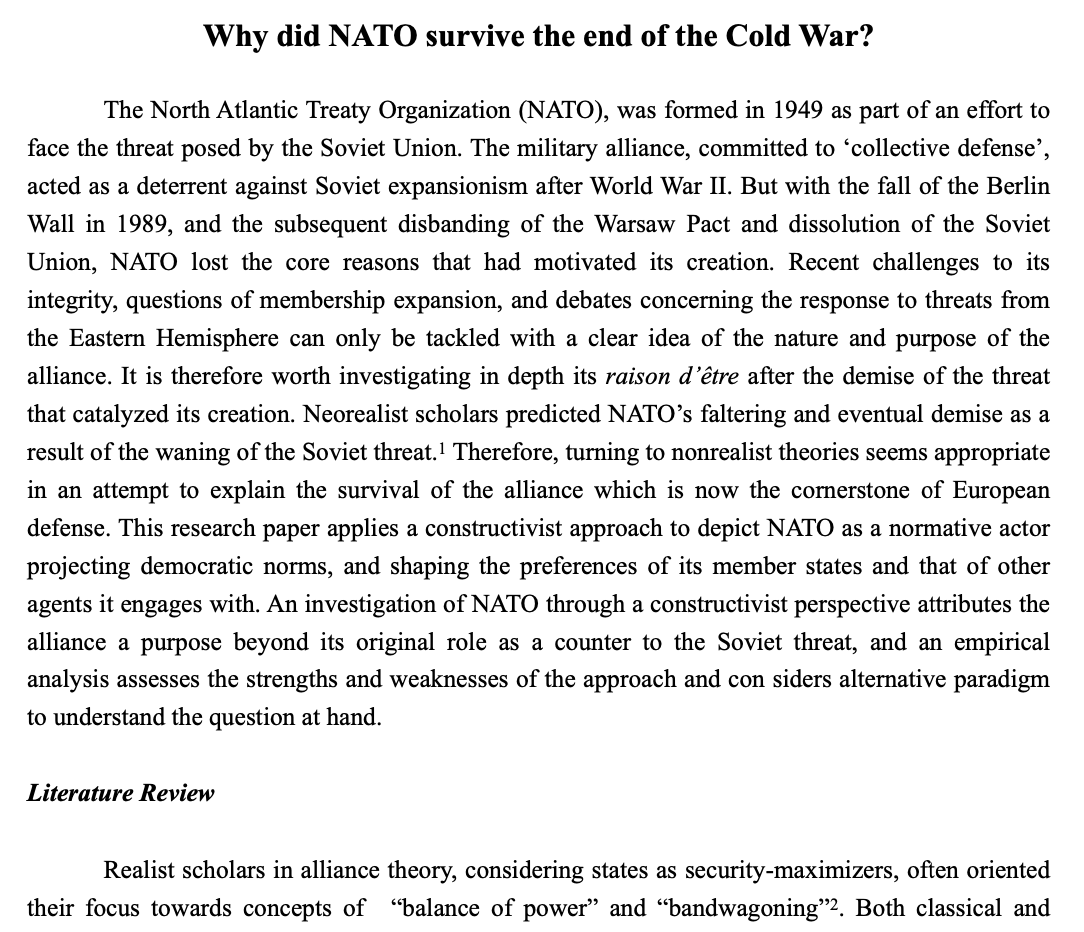 Why did NATO survive the end of the Cold War?
The North Atlantic Treaty Organization (NATO), was formed in 1949 as part of an effort to
face the threat posed by the Soviet Union. The military alliance, committed to ‘collective defense’,
acted as a deterrent against Soviet expansionism after World War II. But with the fall of the Berlin
Wall in 1989, and the subsequent disbanding of the Warsaw Pact and dissolution of the Soviet
Union, NATO lost the core reasons that had motivated its creation. Recent challenges to its
integrity, questions of membership expansion, and debates concerning the response to threats from
the Eastern Hemisphere can only be tackled with a clear idea of the nature and purpose of the
alliance. It is therefore worth investigating in depth its raison d’être after the demise of the threat
that catalyzed its creation. Neorealist scholars predicted NATO’s faltering and eventual demise as a
result of the waning of the Soviet threat.¹ Therefore, turning to nonrealist theories seems appropriate
in an attempt to explain the survival of the alliance which is now the cornerstone of European
defense. This research paper applies a constructivist approach to depict NATO as a normative actor
projecting democratic norms, and shaping the preferences of its member states and that of other
agents it engages with. An investigation of NATO through a constructivist perspective attributes the
alliance a purpose beyond its original role as a counter to the Soviet threat, and an empirical
analysis assesses the strengths and weaknesses of the approach and con siders alternative paradigm
to understand the question at hand.
Literature Review
Realist scholars in alliance theory, considering states as security-maximizers, often oriented
their focus towards concepts of “balance of power” and “bandwagoning”². Both classical and